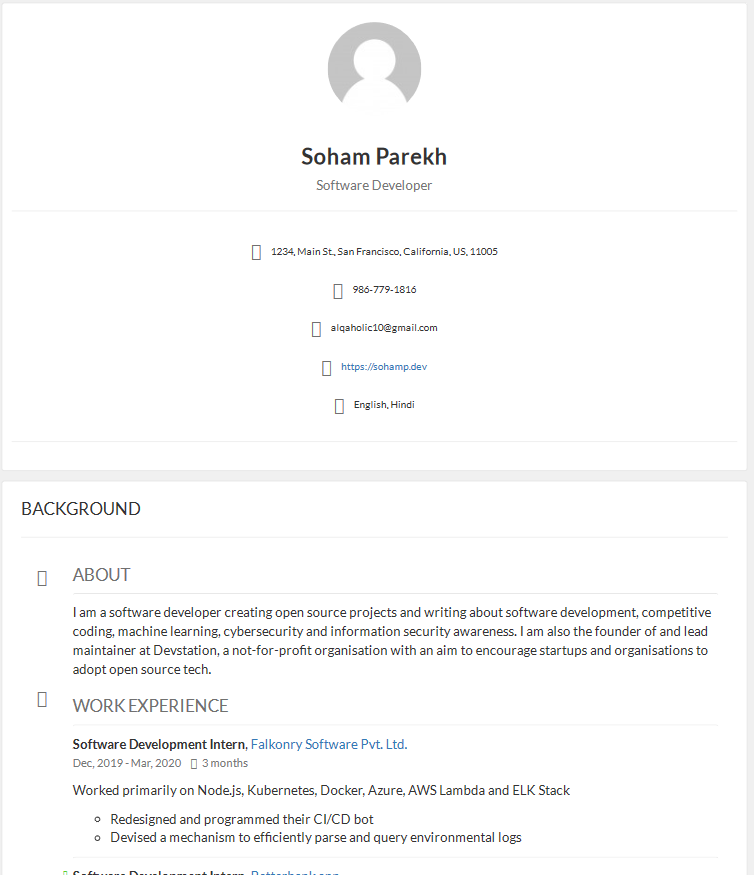 Soham Parekh
Software Developer
1234, Main St., San Francisco, California, US, 11005
986-779-1816
alqaholic10@gmail.com
https://sohamp.dev
English, Hindi
BACKGROUND
ABOUT
I am a software developer creating open source projects and writing about software development, competitive
coding, machine learning, cybersecurity and information security awareness. I am also the founder of and lead
maintainer at Devstation, a not-for-profit organisation with an aim to encourage startups and organisations to
adopt open source tech.
WORK EXPERIENCE
Software Development Intern, Falkonry Software Pvt. Ltd.
Dec, 2019 - Mar, 2020 3 months
Worked primarily on Node.js, Kubernetes, Docker, Azure, AWS Lambda and ELK Stack
Redesigned and programmed their CI/CD bot
Devised a mechanism to efficiently parse and query environmental logs
Software Development Intern,